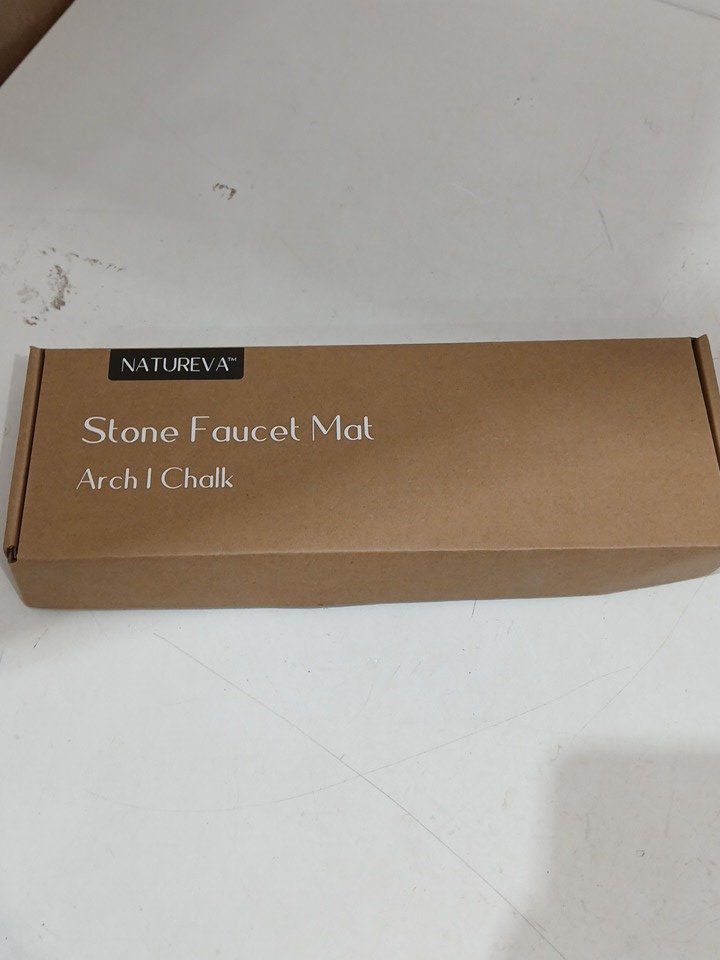 NATUREVA™
Stone Faucet Mat
Arch | Chalk